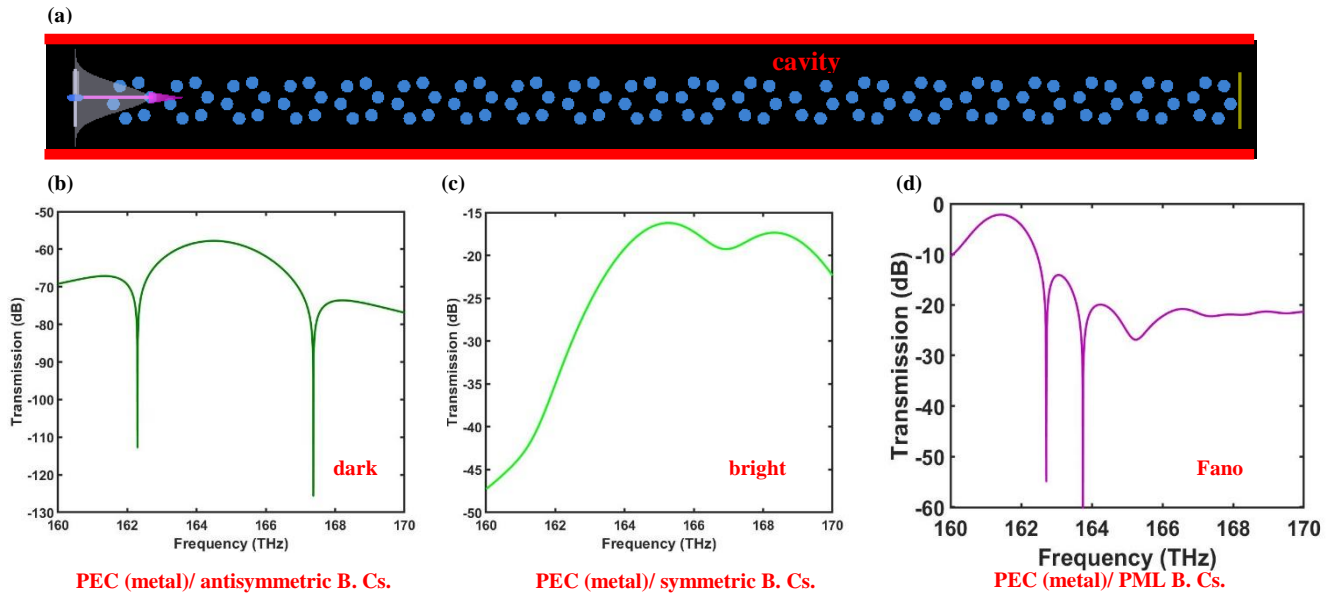 (a)
cavity
(b)
-50
-60
-70
-80
-90
-100
-110
-120
-130
160
162
164
166
168
170
Transmission (dB)
Frequency (THz)
dark
PEC (metal)/ antisymmetric B. Cs.
(c)
-15
-20
-25
-30
-35
-40
-45
-50
160
162
164
166
168
170
Transmission (dB)
Frequency (THz)
bright
PEC (metal)/ symmetric B. Cs.
(d)
0
-10
-20
-30
-40
-50
-60
160
162
164
166
168
170
Transmission (dB)
Frequency (THz)
Fano
PEC (metal)/ PML B. Cs.